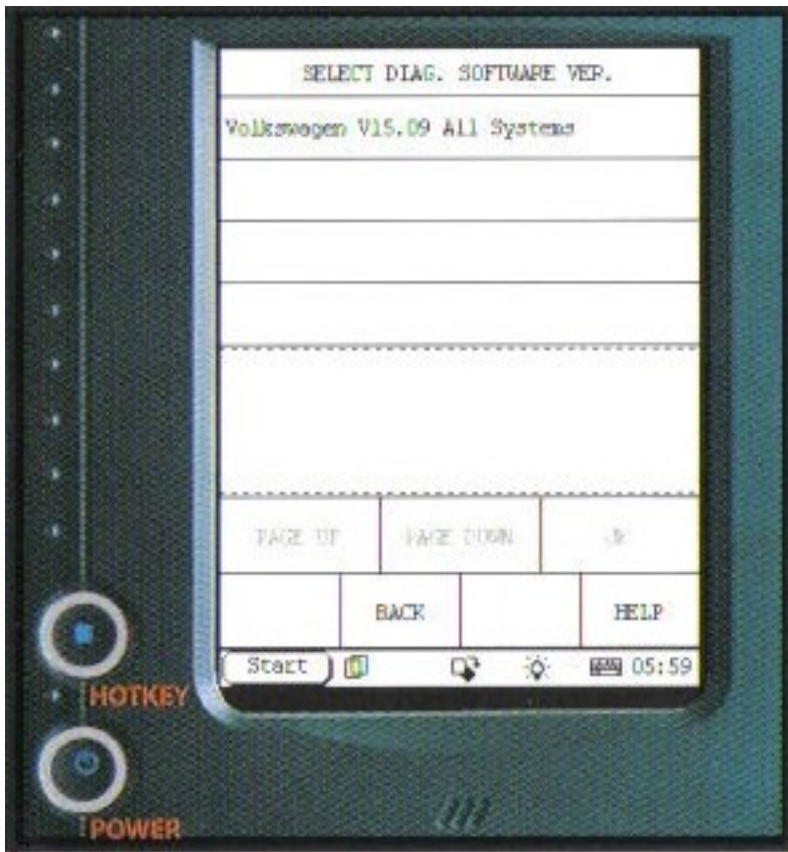 SELECT DIAG. SOFTWARE VER.
Volkswagen V15.09 All Systems
PAGE UP PAGE DOWN
BACK HELP
Start 05:59
HOTKEY
POWER